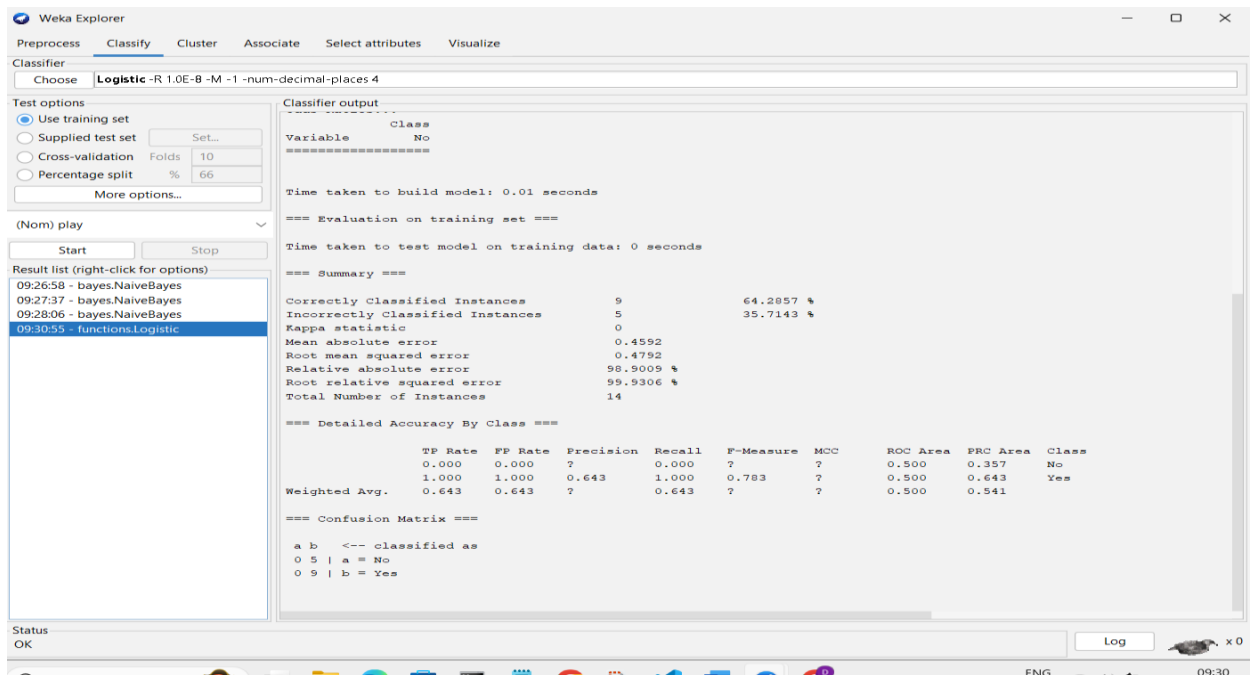 Weka Explorer
Preprocess Classify Cluster Associate Select attributes Visualize
Classifier
Choose Logistic -R 1.0E-8 -M -1 -num-decimal-places 4
Test options
Use training set
Supplied test set Set...
Cross-validation Folds 10
Percentage split % 66
More options...
(Nom) play
Start Stop
Result list (right-click for options)
09:26:58 - bayes.NaiveBayes
09:27:37 - bayes.NaiveBayes
09:28:06 - bayes.NaiveBayes
09:30:55 - functions.Logistic
Classifier output
Class
Variable No
==================
Time taken to build model: 0.01 seconds
=== Evaluation on training set ===
Time taken to test model on training data: 0 seconds
=== Summary ===
Correctly Classified Instances 9 64.2857 %
Incorrectly Classified Instances 5 35.7143 %
Kappa statistic 0
Mean absolute error 0.4592
Root mean squared error 0.4792
Relative absolute error 98.9009 %
Root relative squared error 99.9306 %
Total Number of Instances 14
=== Detailed Accuracy By Class ===
TP Rate FP Rate Precision Recall F-Measure MCC ROC Area PRC Area Class
0.000 0.000 ? 0.000 ? ? 0.500 0.357 No
1.000 1.000 0.643 1.000 0.783 ? 0.500 0.643 Yes
Weighted Avg. 0.643 0.643 ? 0.643 ? ? 0.500 0.541
=== Confusion Matrix ===
a b <-- classified as
0 5 | a = No
0 9 | b = Yes
Status
OK
Log x 0
ENG 09:30